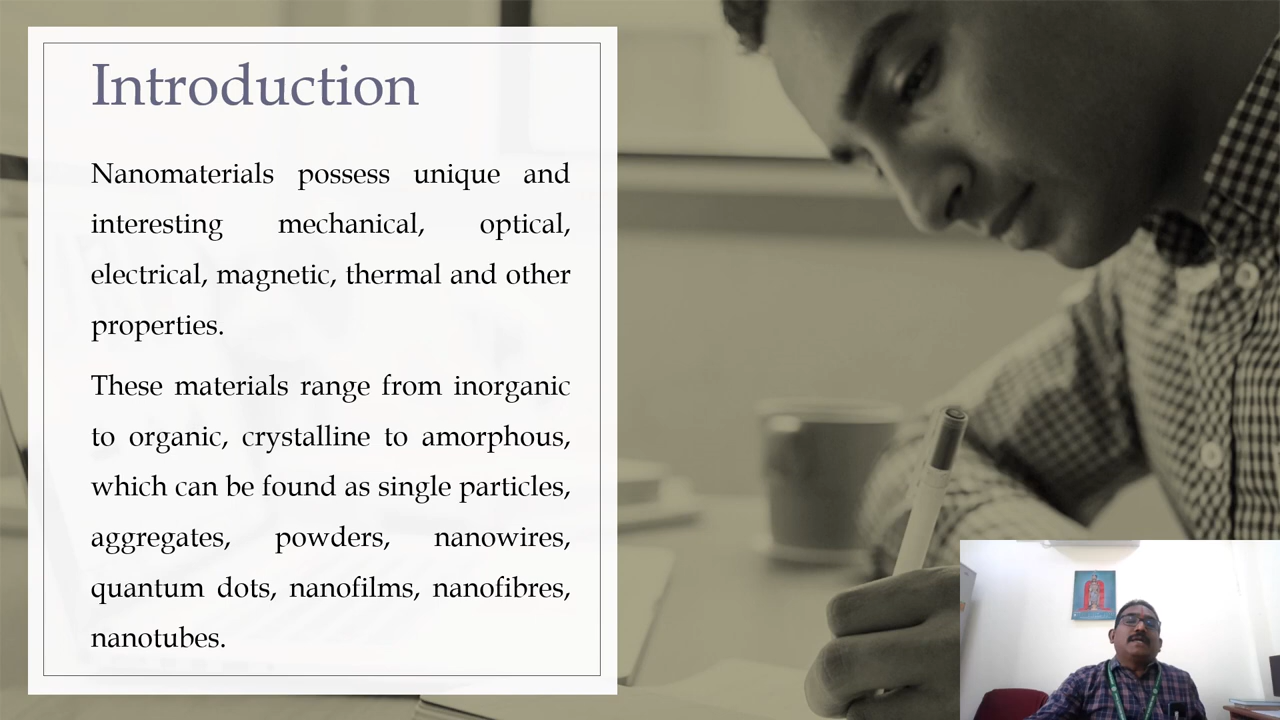 Introduction
Nanomaterials possess unique and
interesting mechanical, optical,
electrical, magnetic, thermal and other
properties.
These materials range from inorganic
to organic, crystalline to amorphous,
which can be found as single particles,
aggregates, powders, nanowires,
quantum dots, nanofilms, nanofibres,
nanotubes.